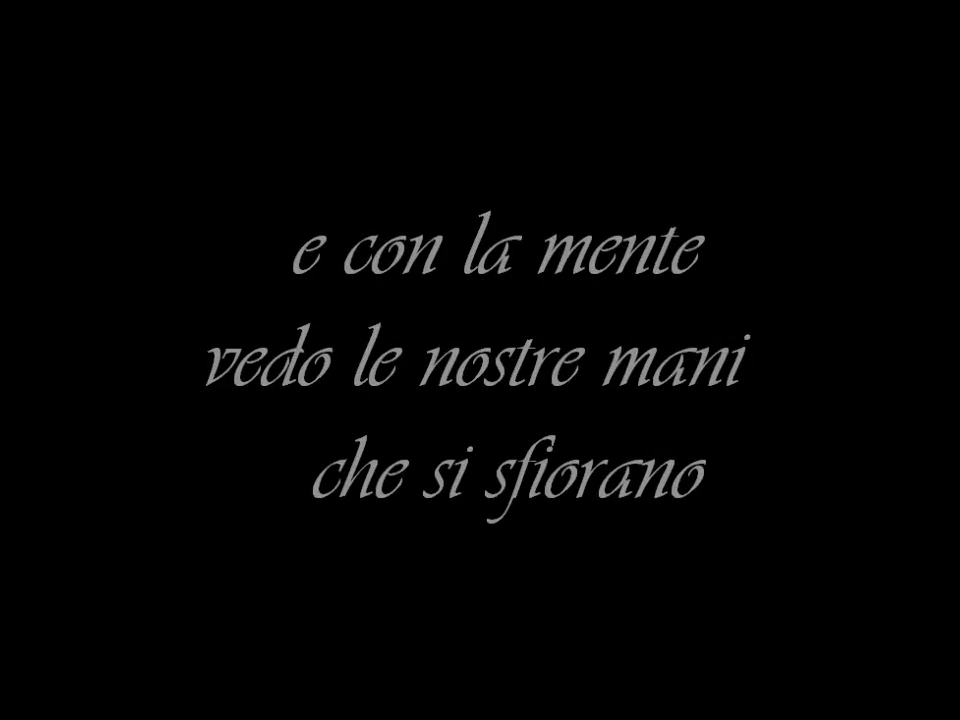 e con la mente
vedo le nostre mani
che si sfiorano